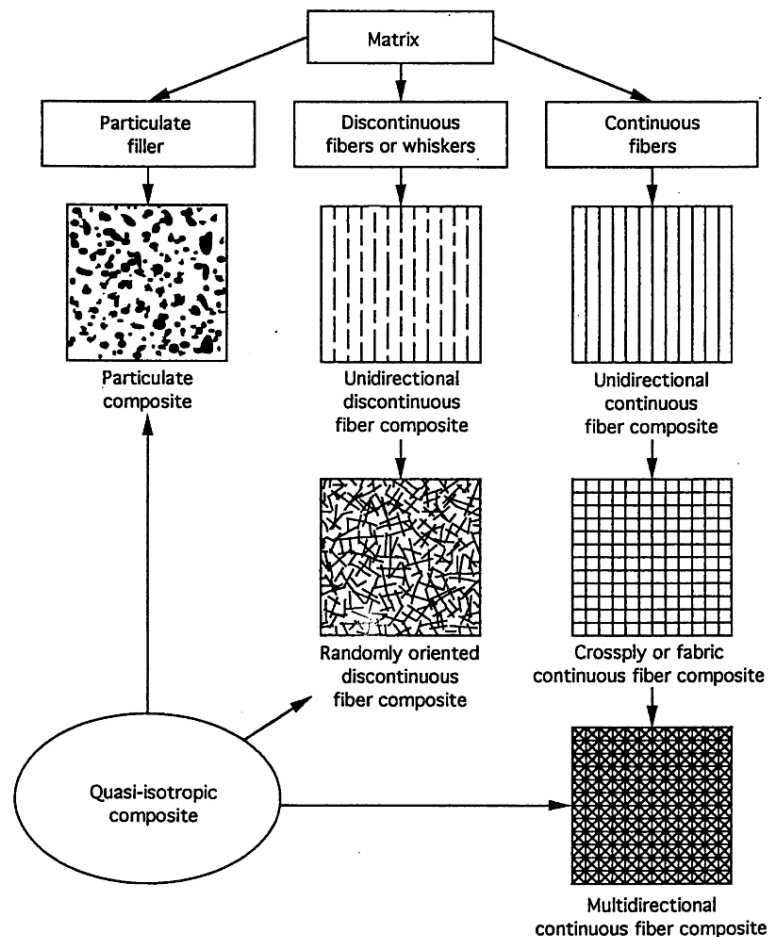 Matrix
Particulate
filler
Discontinuous
fibers or whiskers
Continuous
fibers
Particulate
composite
Unidirectional
discontinuous
fiber composite
Unidirectional
continuous
fiber composite
Randomly oriented
discontinuous
fiber composite
Crossply or fabric
continuous fiber composite
Quasi-isotropic
composite
Multidirectional
continuous fiber composite